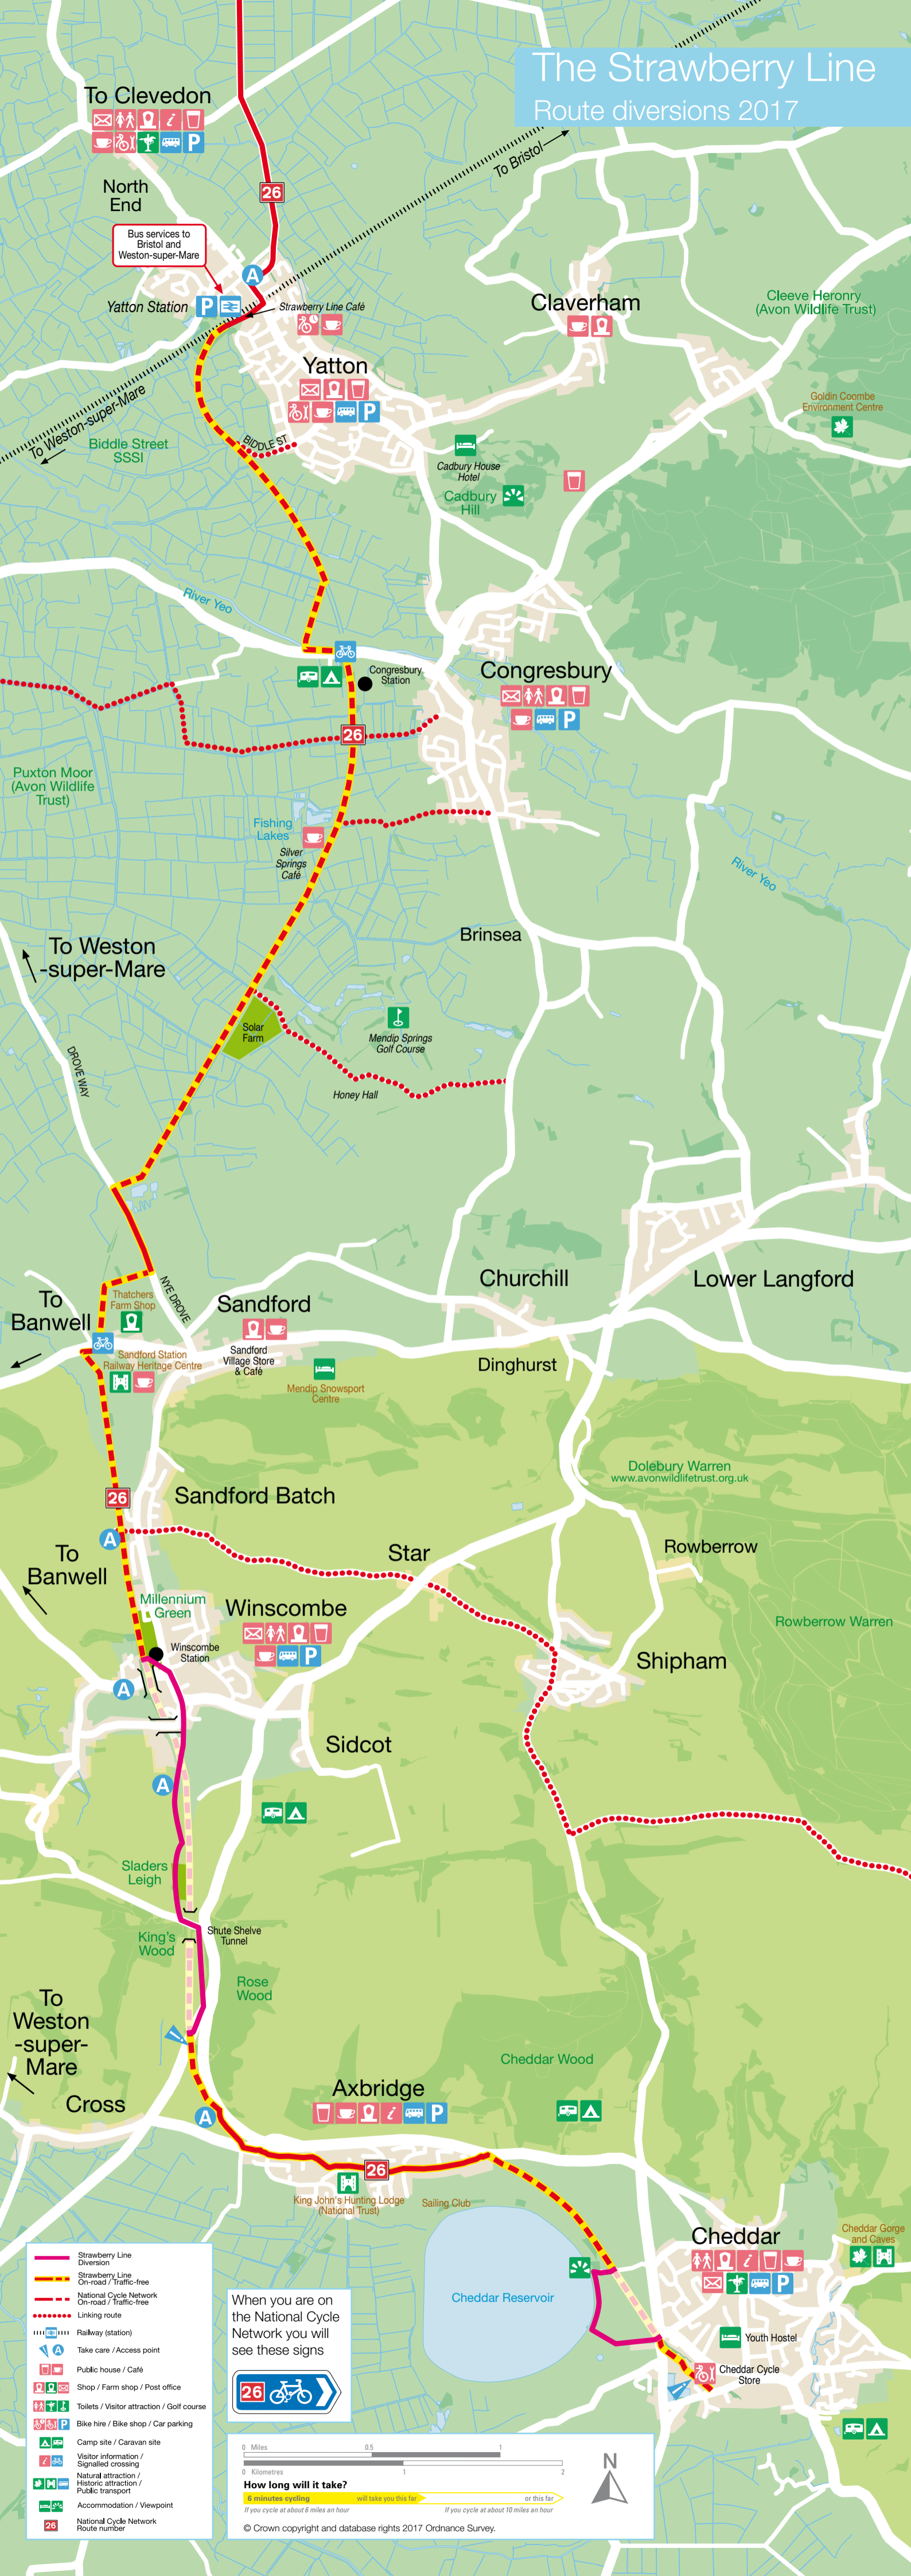 The Strawberry Line
Route diversions 2017
To Clevedon
To Bristol
North
End
26
Bus services to
Bristol and
Weston-super-Mare
A
Yatton Station
P
Strawberry Line Café
Claverham
Cleeve Heronry
(Avon Wildlife Trust)
Yatton
Goldin Coombe
Environment Centre
To Weston-super-Mare
Biddle Street
SSSI
BIDDLE ST
Cadbury House
Hotel
Cadbury
Hill
River Yeo
Congresbury
Station
Congresbury
26
Puxton Moor
(Avon Wildlife
Trust)
Fishing
Lakes
Silver
Springs
Café
River Yeo
Brinsea
To Weston
-super-Mare
Solar
Farm
Mendip Springs
Golf Course
DROVE WAY
Honey Hall
Churchill
Lower Langford
NYE DROVE
Thatchers
Farm Shop
To
Banwell
Sandford
Sandford
Village Store
& Café
Sandford Station
Railway Heritage Centre
Dinghurst
Mendip Snowsport
Centre
Dolebury Warren
www.avonwildlifetrust.org.uk
26
Sandford Batch
A
To
Banwell
Star
Rowberrow
Millennium
Green
Winscombe
Rowberrow Warren
Winscombe
Station
Shipham
A
Sidcot
A
Sladers
Leigh
Shute Shelve
Tunnel
King's
Wood
Rose
Wood
To
Weston
-super-
Mare
Cheddar Wood
Cross
Axbridge
A
26
King John's Hunting Lodge
(National Trust)
Sailing Club
Cheddar
Cheddar Gorge
and Caves
Cheddar Reservoir
Youth Hostel
Cheddar Cycle
Store
Strawberry Line
Diversion
Strawberry Line
On-road / Traffic-free
National Cycle Network
On-road / Traffic-free
Linking route
Railway (station)
Take care / Access point
Public house / Café
Shop / Farm shop / Post office
Toilets / Visitor attraction / Golf course
Bike hire / Bike shop / Car parking
Camp site / Caravan site
Visitor information /
Signalled crossing
Natural attraction /
Historic attraction /
Public transport
Accommodation / Viewpoint
26 National Cycle Network
Route number
When you are on
the National Cycle
Network you will
see these signs
26
0 Miles 0.5 1
0 Kilometres 1 2
N
How long will it take?
6 minutes cycling will take you this far or this far
If you cycle at about 6 miles an hour If you cycle at about 10 miles an hour
© Crown copyright and database rights 2017 Ordnance Survey.